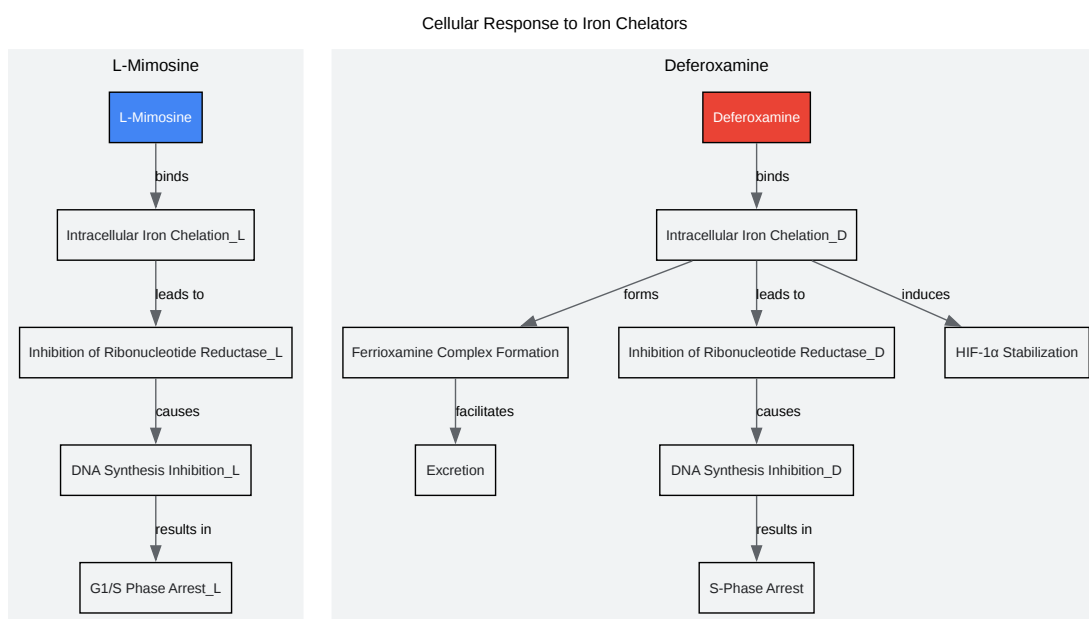 Cellular Response to Iron Chelators
L-Mimosine
L-Mimosine
binds
Intracellular Iron Chelation_L
leads to
Inhibition of Ribonucleotide Reductase_L
causes
DNA Synthesis Inhibition_L
results in
G1/S Phase Arrest_L
Deferoxamine
Deferoxamine
binds
Intracellular Iron Chelation_D
forms
leads to
induces
Ferrioxamine Complex Formation
Inhibition of Ribonucleotide Reductase_D
HIF-1α Stabilization
facilitates
causes
Excretion
DNA Synthesis Inhibition_D
results in
S-Phase Arrest